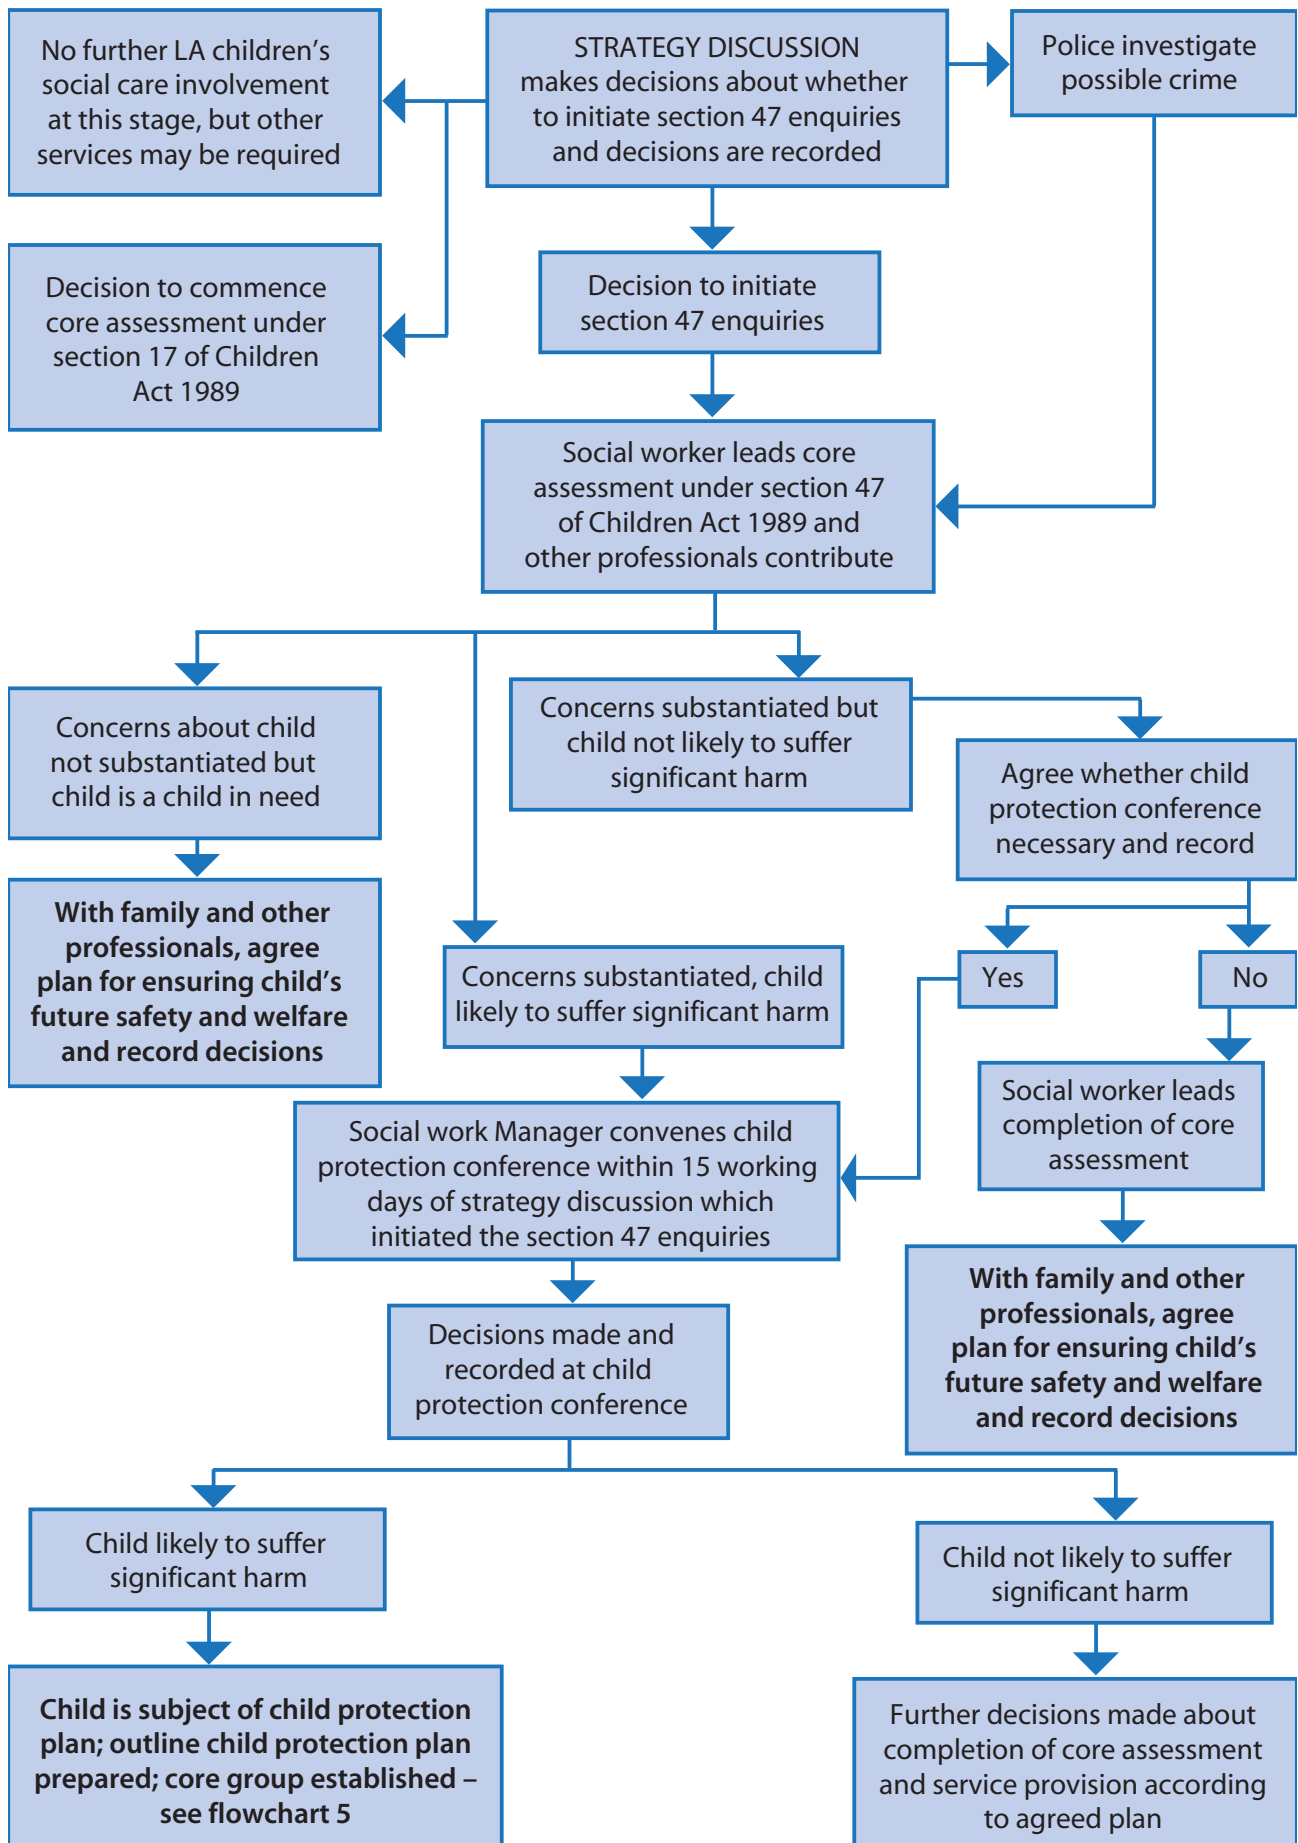 No further LA children's
social care involvement
at this stage, but other
services may be required
STRATEGY DISCUSSION
makes decisions about whether
to initiate section 47 enquiries
and decisions are recorded
Police investigate
possible crime
Decision to commence
core assessment under
section 17 of Children
Act 1989
Decision to initiate
section 47 enquiries
Social worker leads core
assessment under section 47
of Children Act 1989 and
other professionals contribute
Concerns about child
not substantiated but
child is a child in need
Concerns substantiated but
child not likely to suffer
significant harm
Agree whether child
protection conference
necessary and record
With family and other
professionals, agree
plan for ensuring child's
future safety and welfare
and record decisions
Concerns substantiated, child
likely to suffer significant harm
Yes
No
Social worker leads
completion of core
assessment
Social work Manager convenes child
protection conference within 15 working
days of strategy discussion which
initiated the section 47 enquiries
With family and other
professionals, agree
plan for ensuring child's
future safety and welfare
and record decisions
Decisions made and
recorded at child
protection conference
Child likely to suffer
significant harm
Child not likely to suffer
significant harm
Child is subject of child protection
plan; outline child protection plan
prepared; core group established –
see flowchart 5
Further decisions made about
completion of core assessment
and service provision according
to agreed plan